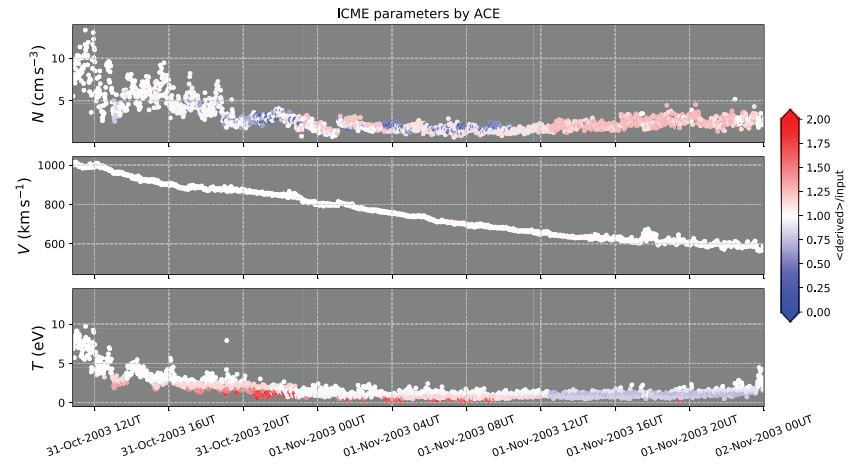 ICME parameters by ACE
10
5
N (cm s⁻³)
1000
800
600
V (km s⁻¹)
10
5
0
T (eV)
31-Oct-2003 12UT
31-Oct-2003 16UT
31-Oct-2003 20UT
01-Nov-2003 00UT
01-Nov-2003 04UT
01-Nov-2003 08UT
01-Nov-2003 12UT
01-Nov-2003 16UT
01-Nov-2003 20UT
02-Nov-2003 00UT
2.00
1.75
1.50
1.25
1.00
0.75
0.50
0.25
0.00
<derived>/input